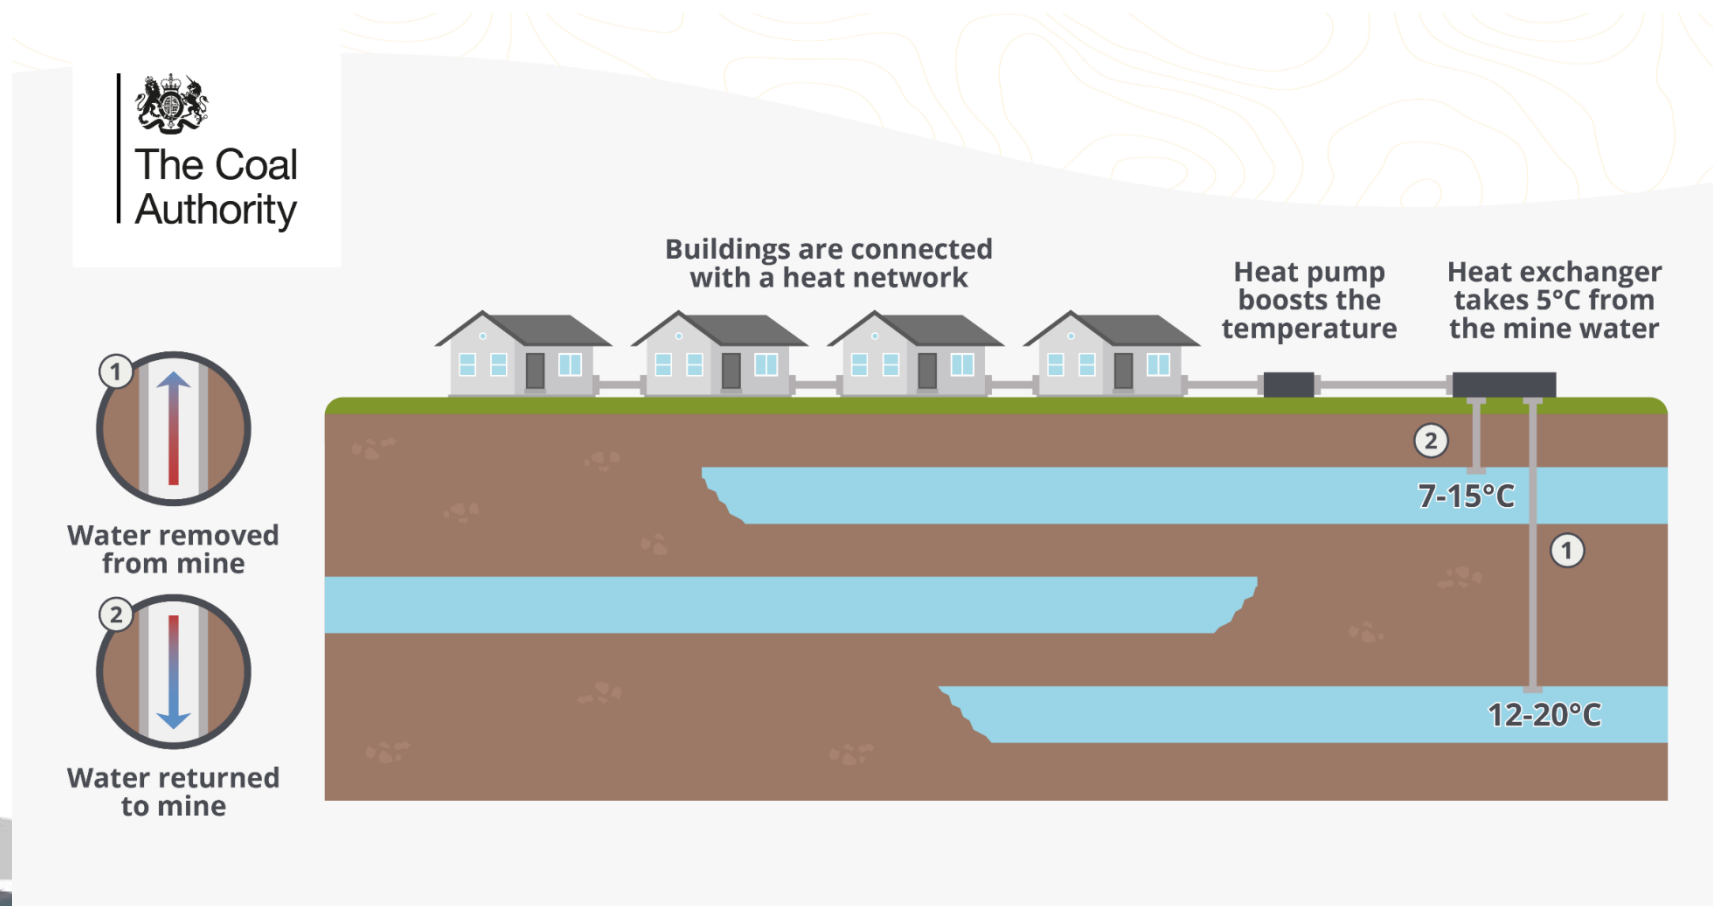 The Coal
Authority
Buildings are connected
with a heat network
Heat pump
boosts the
temperature
Heat exchanger
takes 5°C from
the mine water
1
Water removed
from mine
2
Water returned
to mine
2
7-15°C
1
12-20°C